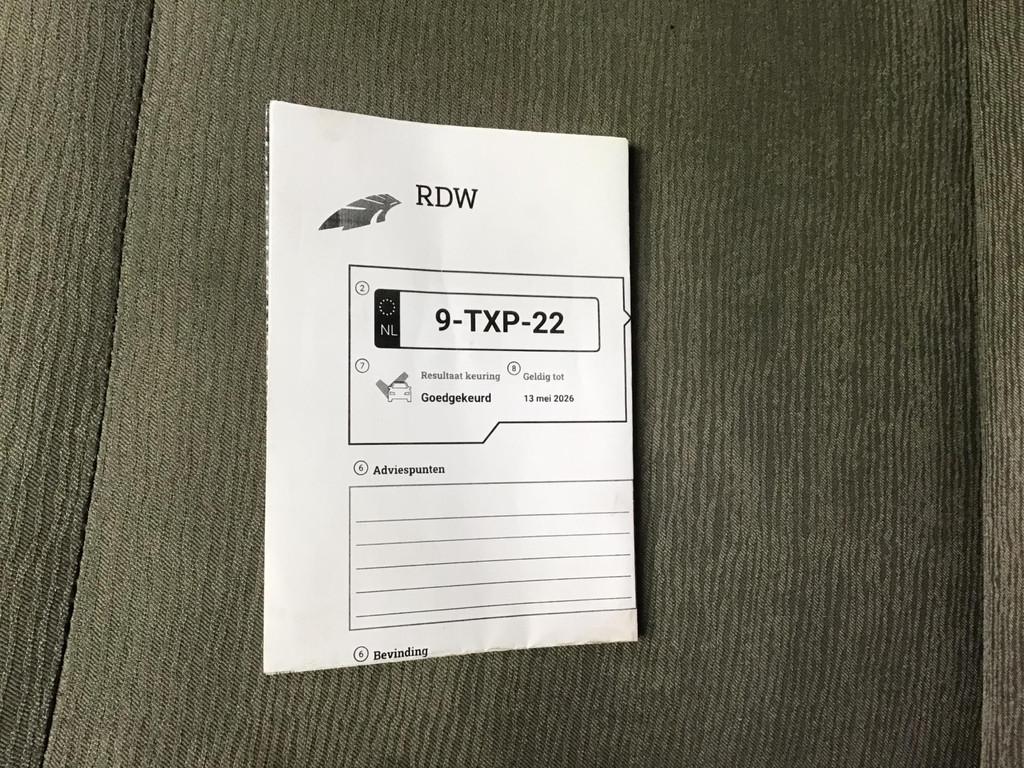 RDW
2
NL
9-TXP-22
7
Resultaat keuring
8
Geldig tot
Goedgekeurd
13 mei 2026
6 Adviespunten
6 Bevinding